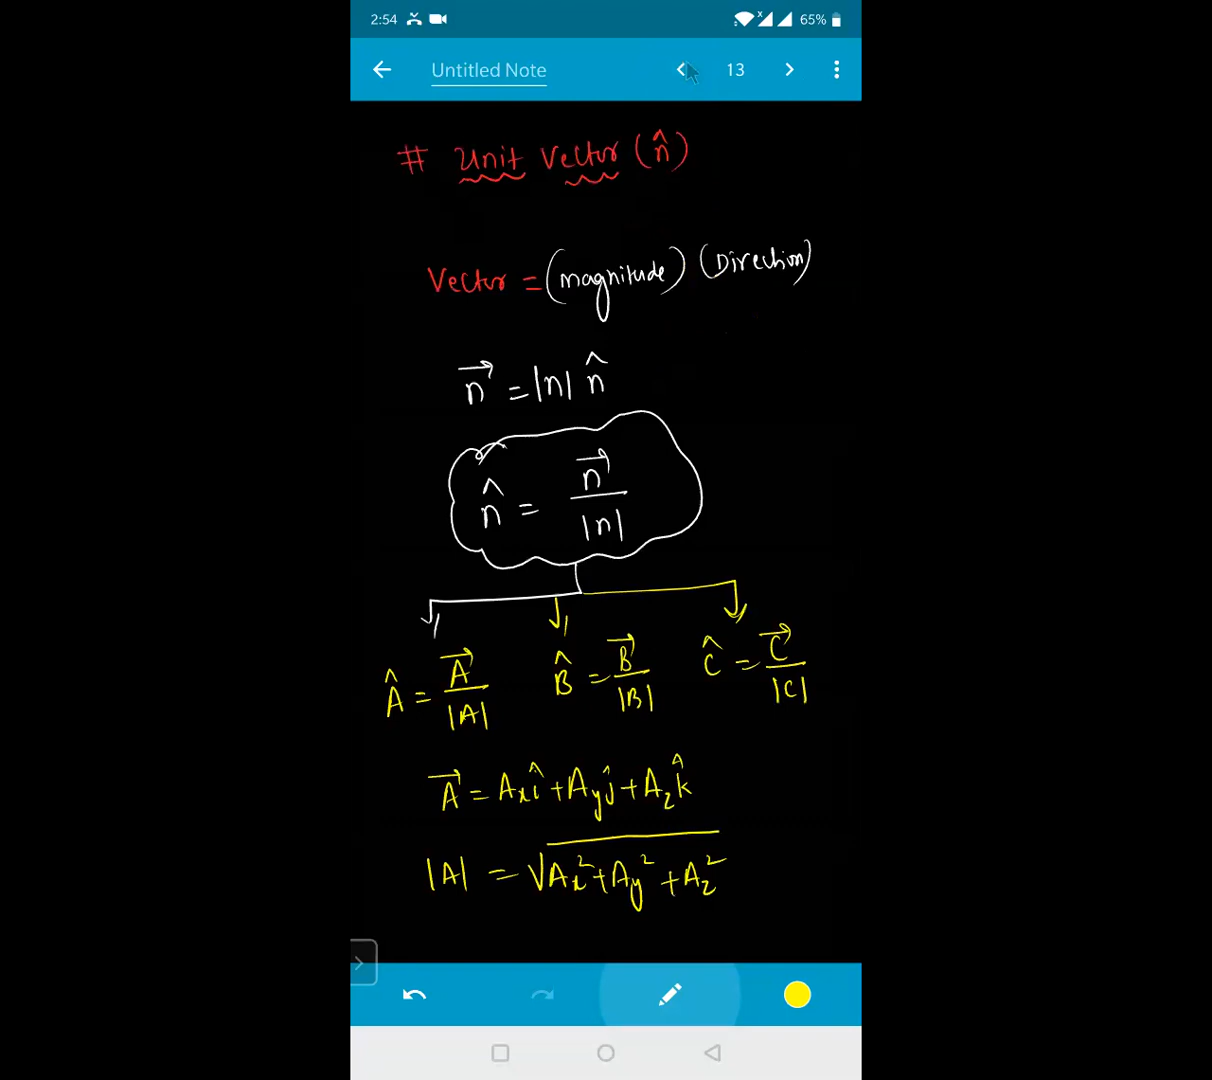 2:54 65%
Untitled Note 13
# Unit Vector (n̂)
Vector = (magnitude) (Direction)
n⃗ = |n| n̂
n̂ = n⃗ / |n|
Â = A⃗ / |A| B̂ = B⃗ / |B| Ĉ = C⃗ / |C|
A⃗ = Axî + Ayĵ + Azk̂
|A| = √Ax² + Ay² + Az²